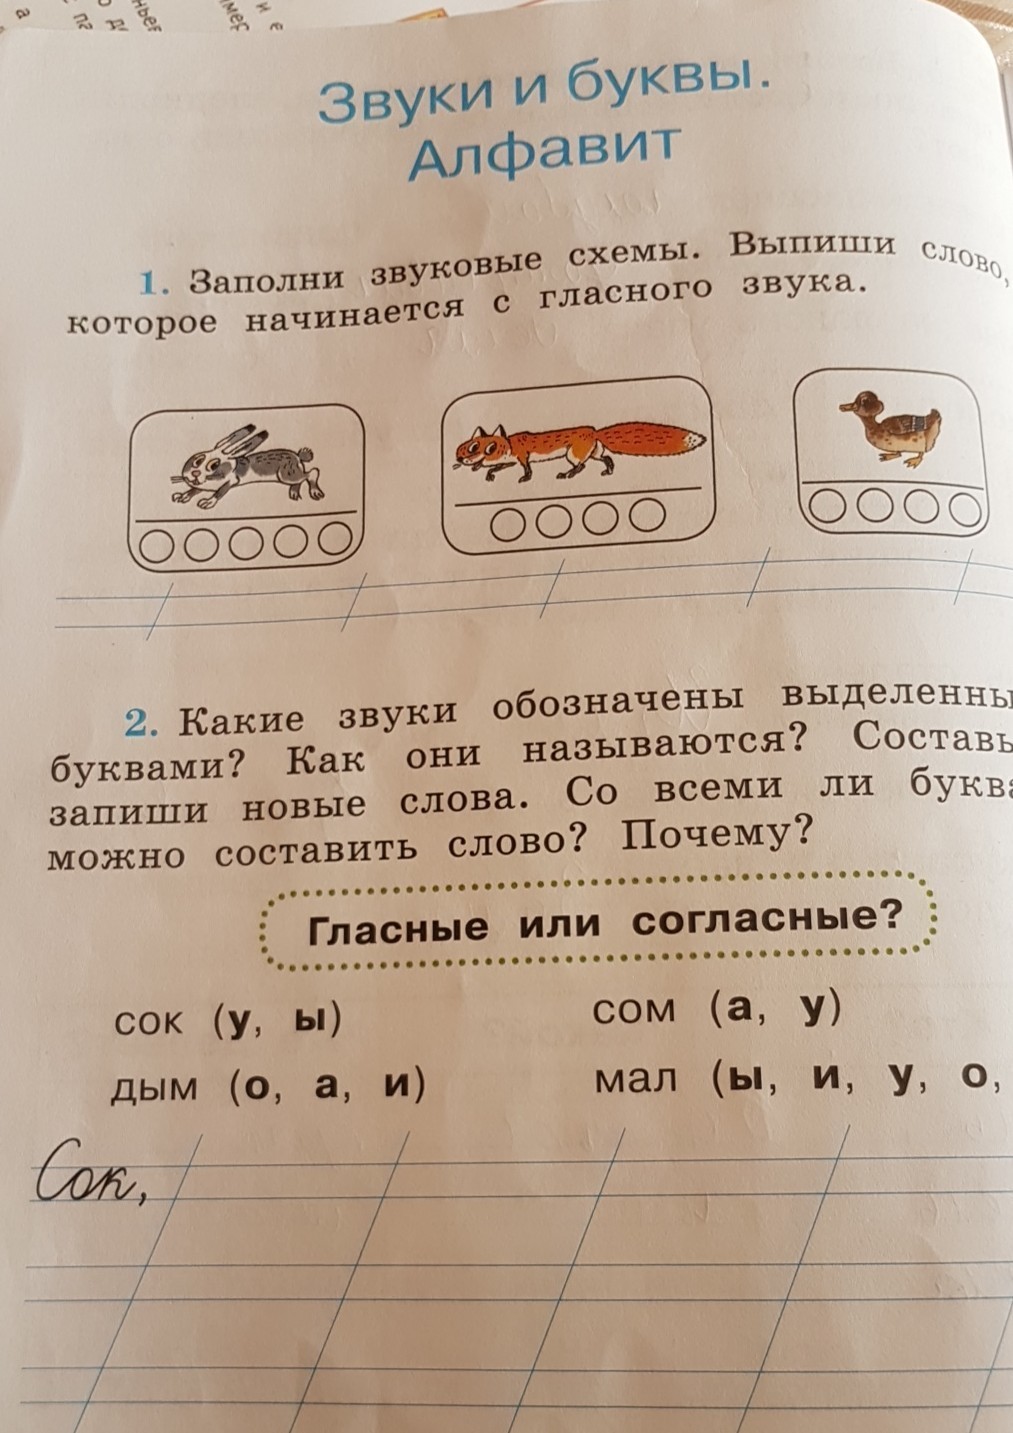 Звуки и буквы.
Алфавит
1. Заполни звуковые схемы. Выпиши слово,
которое начинается с гласного звука.
2. Какие звуки обозначены выделенны
буквами? Как они называются? Составь
запиши новые слова. Со всеми ли букв
можно составить слово? Почему?
Гласные или согласные?
сок (у, ы) сом (а, у)
дым (о, а, и) мал (ы, и, у, о,
Сок,